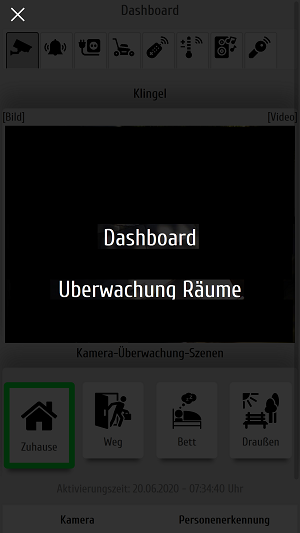 Dashboard
Klingel
[Bild] [Video]
Dashboard
Überwachung Räume
Kamera-Überwachung-Szenen
Zuhause Weg Bett Draußen
Aktivierungszeit: 20.06.2020 - 07:34:40 Uhr
Kamera Personenerkennung